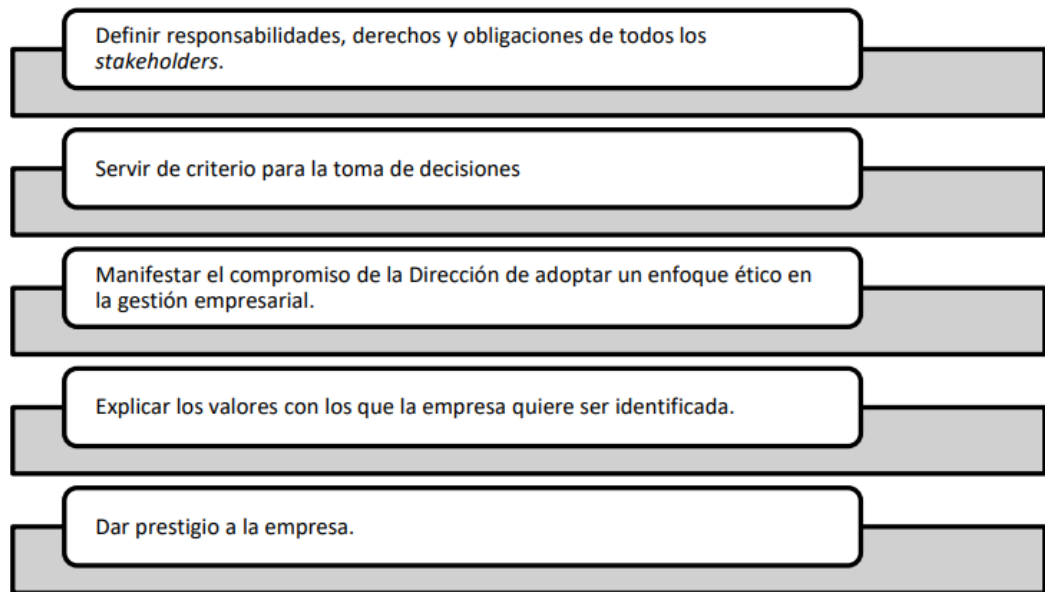 Definir responsabilidades, derechos y obligaciones de todos los
stakeholders.
Servir de criterio para la toma de decisiones
Manifestar el compromiso de la Dirección de adoptar un enfoque ético en
la gestión empresarial.
Explicar los valores con los que la empresa quiere ser identificada.
Dar prestigio a la empresa.